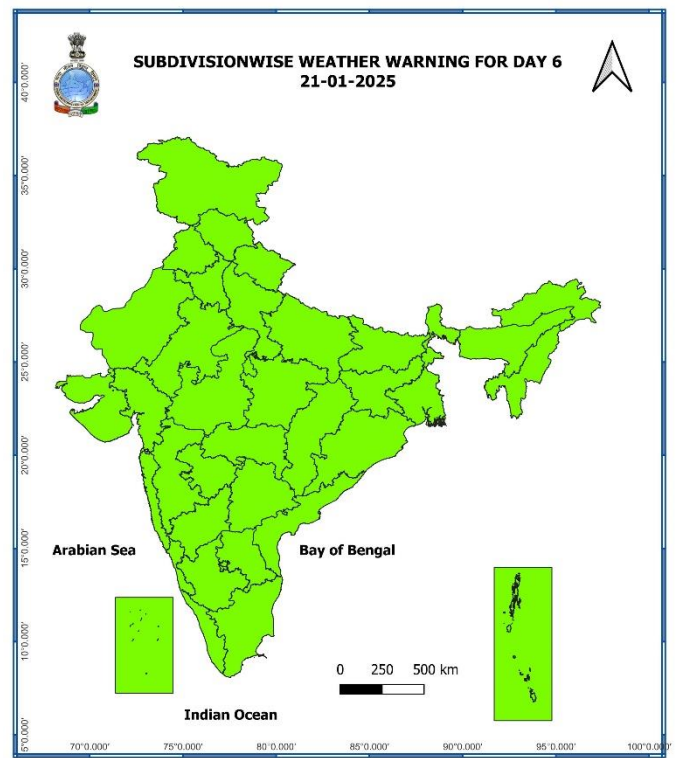 SUBDIVISIONWISE WEATHER WARNING FOR DAY 6
21-01-2025
40°0.000'
35°0.000'
30°0.000'
25°0.000'
20°0.000'
15°0.000'
10°0.000'
5°0.000'
Arabian Sea
Bay of Bengal
0 250 500 km
Indian Ocean
70°0.000' 75°0.000' 80°0.000' 85°0.000' 90°0.000' 95°0.000' 100°0.000'